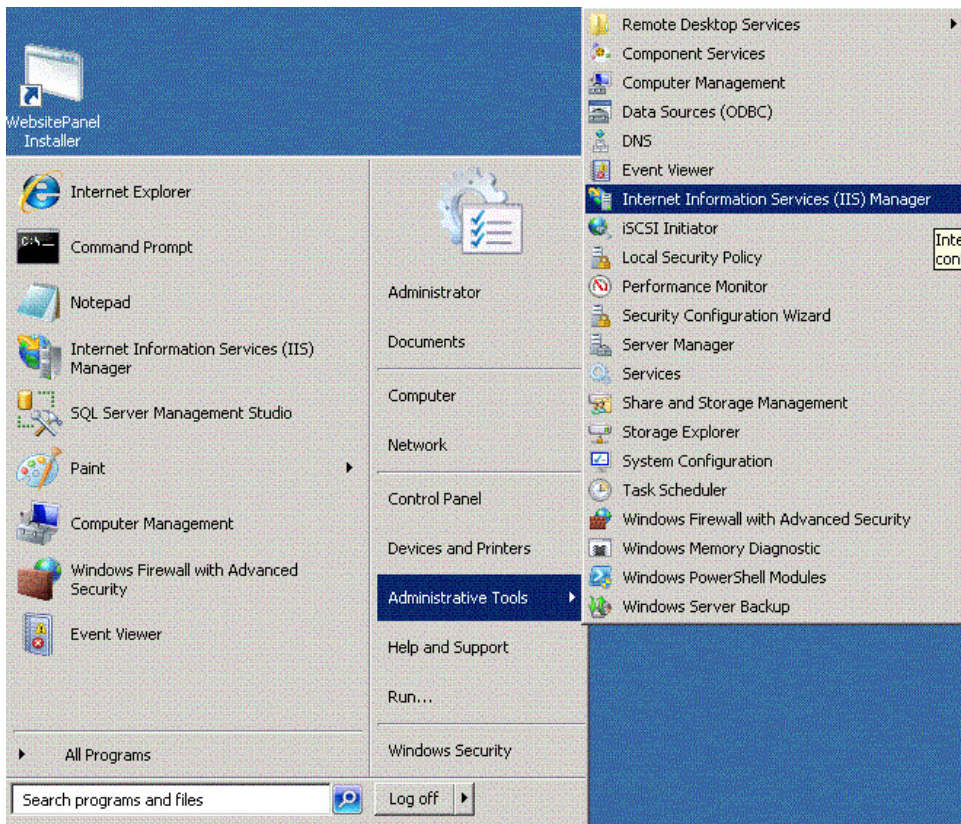 WebsitePanel
Installer
Internet Explorer
C:\
Command Prompt
Notepad
Internet Information Services (IIS)
Manager
SQL Server Management Studio
Paint
Computer Management
Windows Firewall with Advanced
Security
Event Viewer
All Programs
Search programs and files
Administrator
Documents
Computer
Network
Control Panel
Devices and Printers
Administrative Tools
Help and Support
Run...
Windows Security
Log off
Remote Desktop Services
Component Services
Computer Management
Data Sources (ODBC)
DNS
Event Viewer
Internet Information Services (IIS) Manager
iSCSI Initiator
Local Security Policy
Performance Monitor
Security Configuration Wizard
Server Manager
Services
Share and Storage Management
Storage Explorer
System Configuration
Task Scheduler
Windows Firewall with Advanced Security
Windows Memory Diagnostic
Windows PowerShell Modules
Windows Server Backup
Inte
con